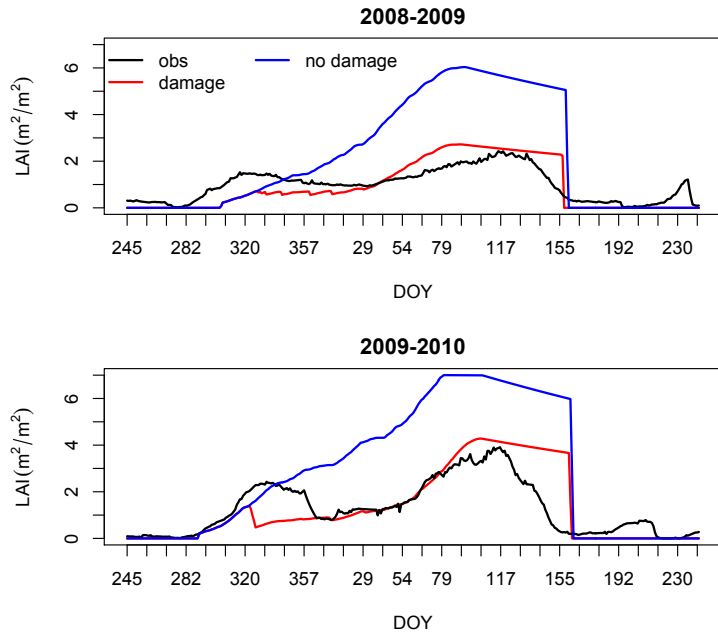 2008-2009
obs
no damage
damage
LAI (m²/m²)
6
4
2
0
245 282 320 357 29 54 79 117 155 192 230
DOY
2009-2010
LAI (m²/m²)
6
4
2
0
245 282 320 357 29 54 79 117 155 192 230
DOY